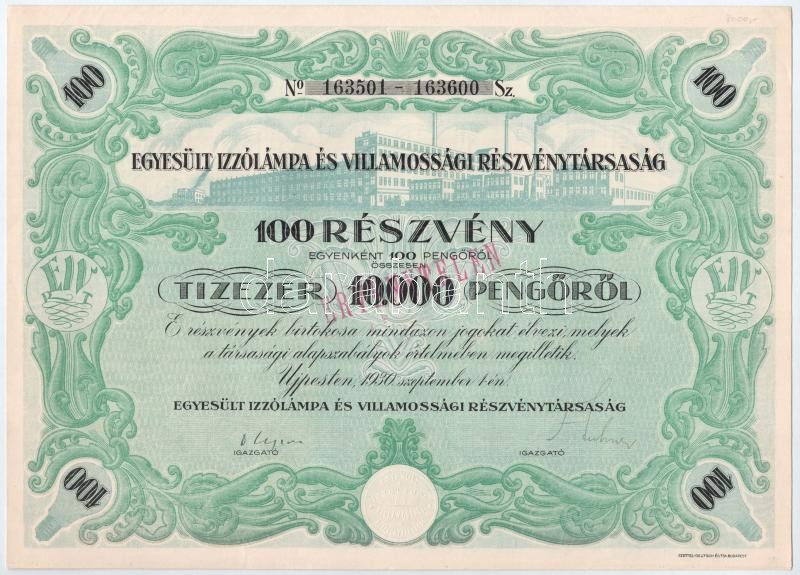 8000,-
100
100
Nº 163501 - 163600 Sz.
EGYESÜLT IZZÓLÁMPA ÉS VILLAMOSSÁGI RÉSZVÉNYTÁRSASÁG
100 RÉSZVÉNY
EGYENKÉNT 100 PENGŐRŐL
ÖSSZESEN
TIZEZER 10.000 PENGŐRŐL
ÉRTÉKTELEN
E részvények birtokosa mindazon jogokat élvezi, melyek
a társasági alapszabályok értelmében megilletik.
Ujpesten, 1930 szeptember 1-én.
EGYESÜLT IZZÓLÁMPA ÉS VILLAMOSSÁGI RÉSZVÉNYTÁRSASÁG
IGAZGATÓ
IGAZGATÓ
100
100